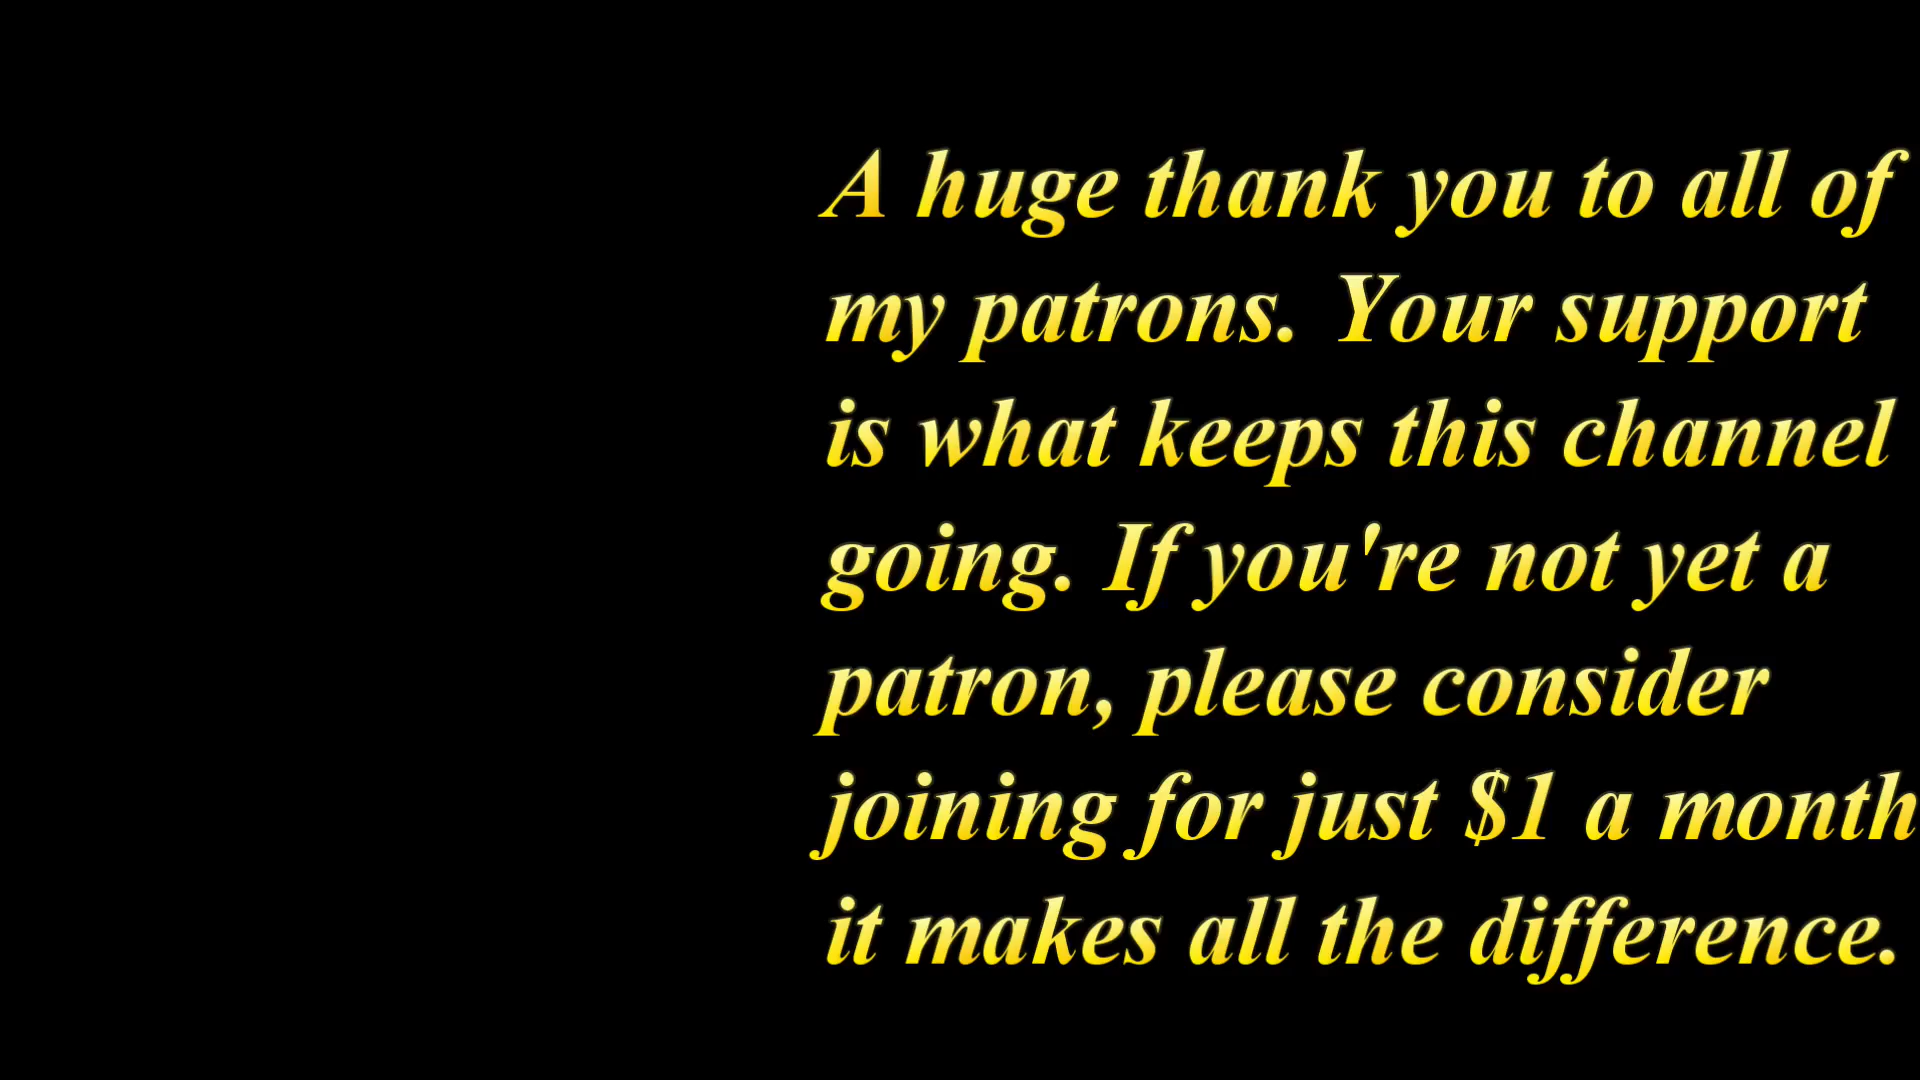 A huge thank you to all of
my patrons. Your support
is what keeps this channel
going. If you're not yet a
patron, please consider
joining for just $1 a month
it makes all the difference.